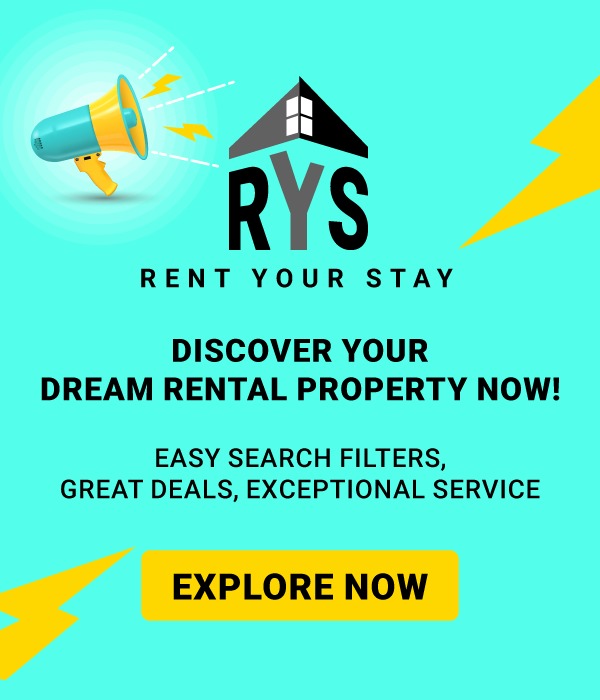 RYS
RENT YOUR STAY
DISCOVER YOUR
DREAM RENTAL PROPERTY NOW!
EASY SEARCH FILTERS,
GREAT DEALS, EXCEPTIONAL SERVICE
EXPLORE NOW